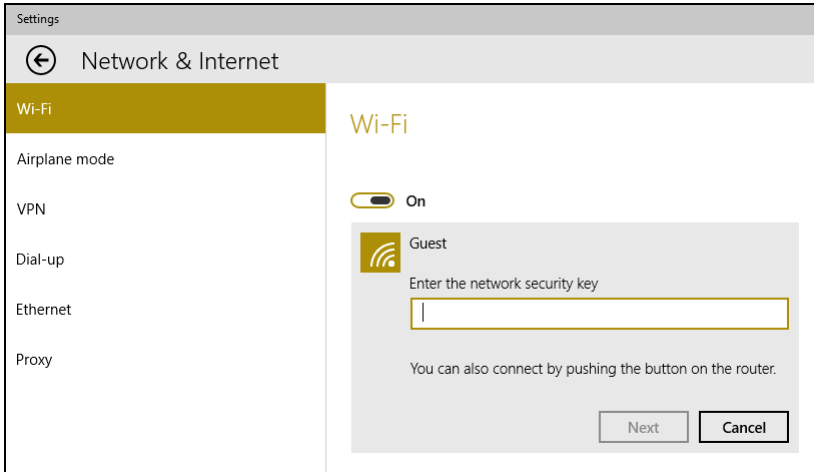 Settings
Network & Internet
Wi-Fi
Airplane mode
VPN
Dial-up
Ethernet
Proxy
Wi-Fi
On
Guest
Enter the network security key
You can also connect by pushing the button on the router.
Next Cancel